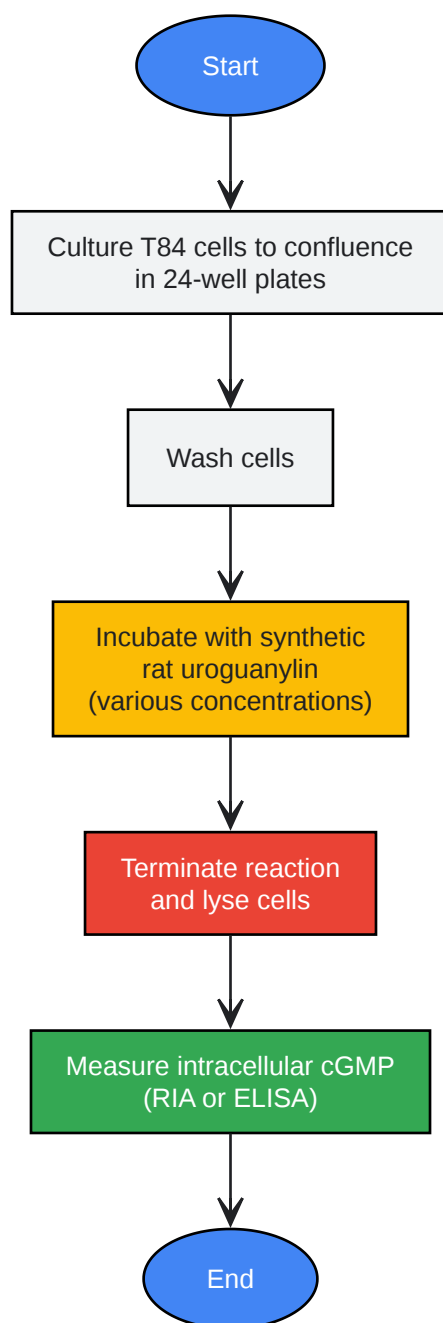 Start
Culture T84 cells to confluence
in 24-well plates
Wash cells
Incubate with synthetic
rat uroguanylin
(various concentrations)
Terminate reaction
and lyse cells
Measure intracellular cGMP
(RIA or ELISA)
End